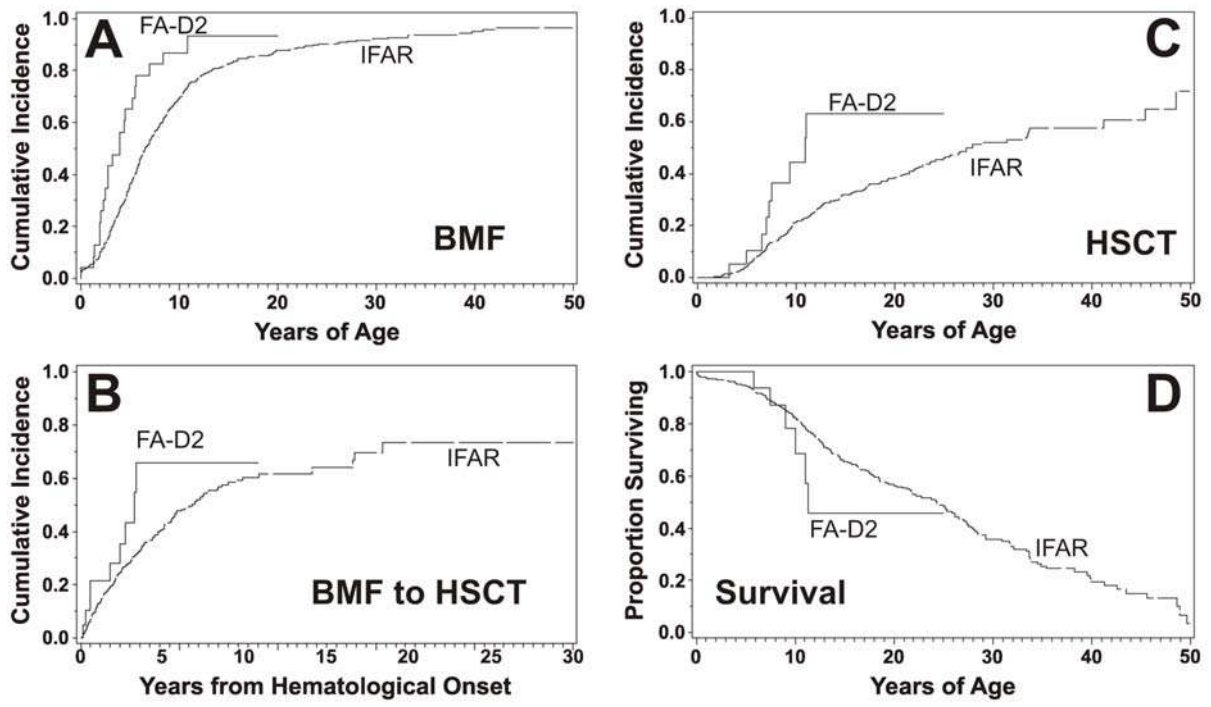 A
Cumulative Incidence
1.0
0.8
0.6
0.4
0.2
0.0
FA-D2
IFAR
BMF
0 10 20 30 40 50
Years of Age
B
Cumulative Incidence
1.0
0.8
0.6
0.4
0.2
0.0
FA-D2
IFAR
BMF to HSCT
0 5 10 15 20 25 30
Years from Hematological Onset
C
Cumulative Incidence
1.0
0.8
0.6
0.4
0.2
0.0
FA-D2
IFAR
HSCT
0 10 20 30 40 50
Years of Age
D
Proportion Surviving
1.0
0.8
0.6
0.4
0.2
0.0
FA-D2
IFAR
Survival
0 10 20 30 40 50
Years of Age